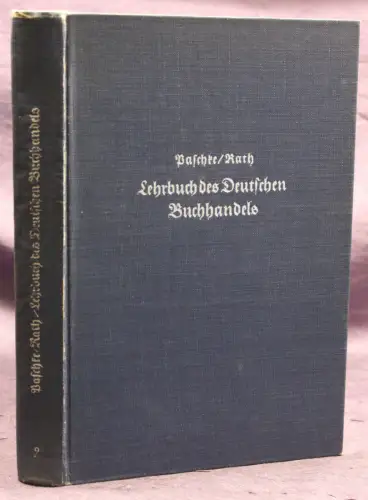 Paschke/Rath
Lehrbuch des Deutschen
Buchhandels
Paschke/Rath/Lehrbuch des Deutschen Buchhandels